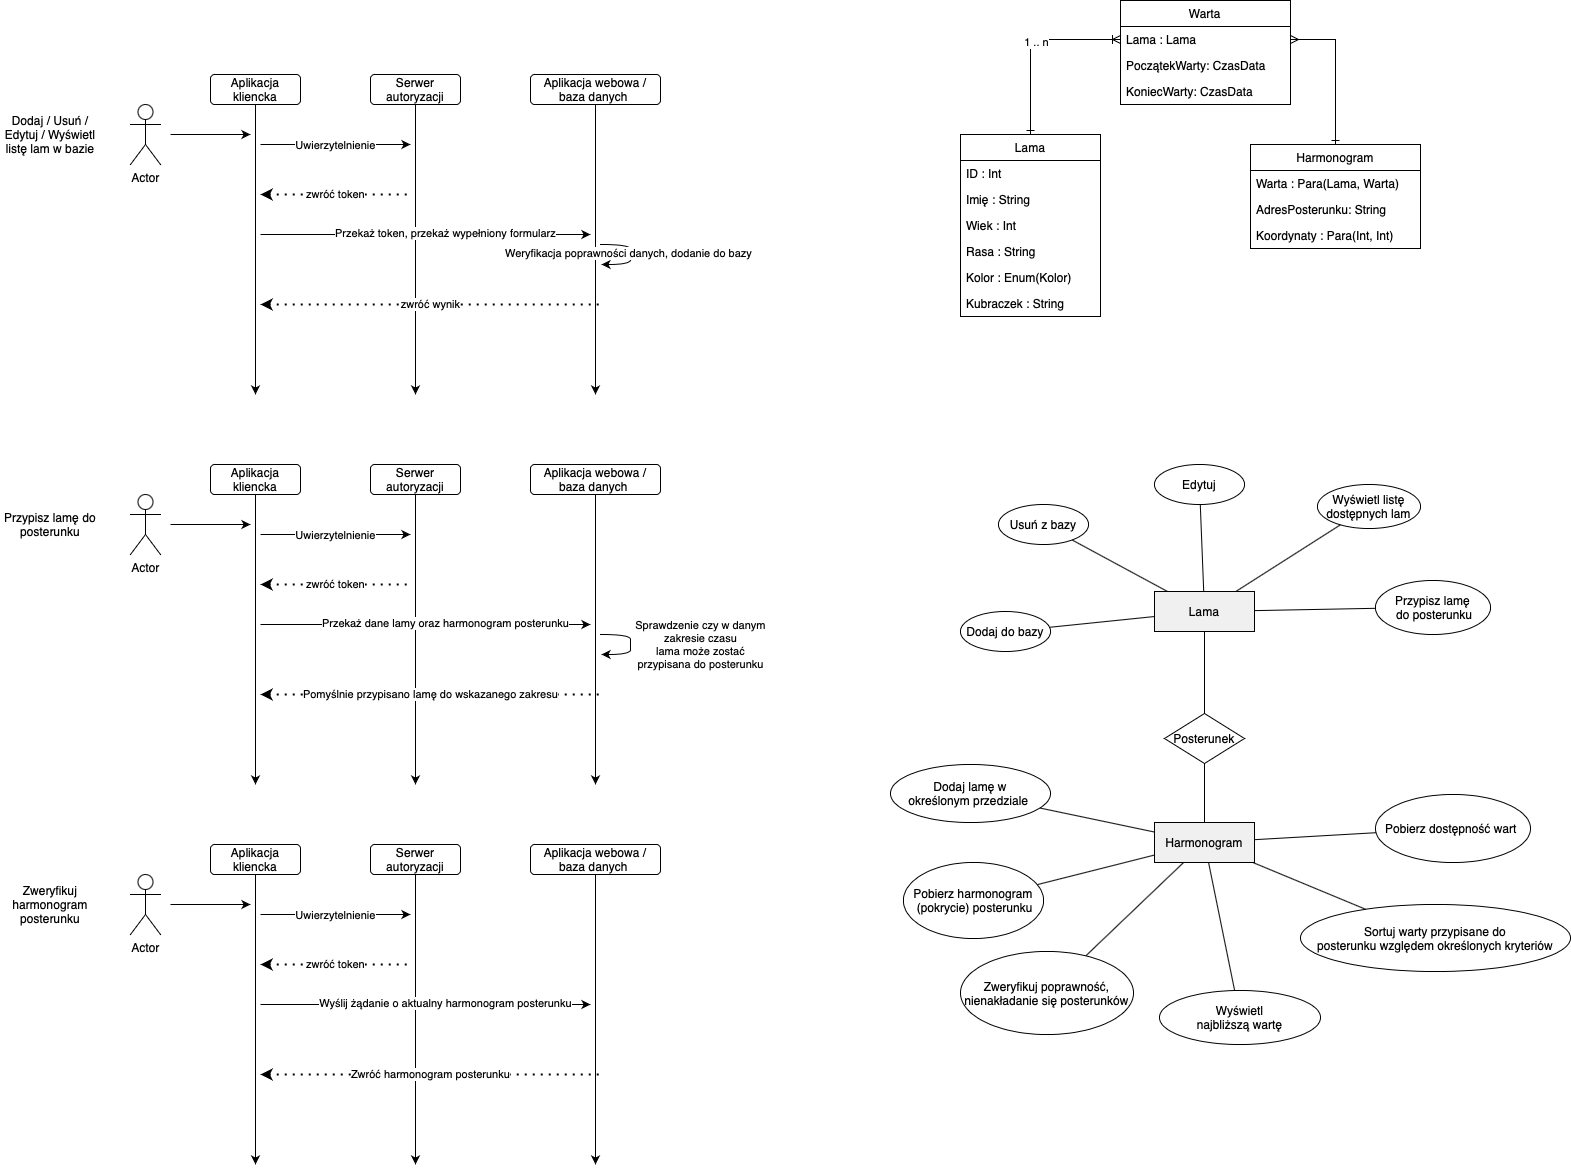 Aplikacja
kliencka
Serwer
autoryzacji
Aplikacja webowa /
baza danych
Dodaj / Usuń /
Edytuj / Wyświetl
listę lam w bazie
Actor
Uwierzytelnienie
zwróć token
Przekaż token, przekaż wypełniony formularz
Weryfikacja poprawności danych, dodanie do bazy
zwróć wynik
Aplikacja
kliencka
Serwer
autoryzacji
Aplikacja webowa /
baza danych
Przypisz lamę do
posterunku
Actor
Uwierzytelnienie
zwróć token
Przekaż dane lamy oraz harmonogram posterunku
Sprawdzenie czy w danym
zakresie czasu
lama może zostać
przypisana do posterunku
Pomyślnie przypisano lamę do wskazanego zakresu
Aplikacja
kliencka
Serwer
autoryzacji
Aplikacja webowa /
baza danych
Zweryfikuj
harmonogram
posterunku
Actor
Uwierzytelnienie
zwróć token
Wyślij żądanie o aktualny harmonogram posterunku
Zwróć harmonogram posterunku
Warta
Lama : Lama
PoczątekWarty: CzasData
KoniecWarty: CzasData
1 .. n
Lama
ID : Int
Imię : String
Wiek : Int
Rasa : String
Kolor : Enum(Kolor)
Kubraczek : String
Harmonogram
Warta : Para(Lama, Warta)
AdresPosterunku: String
Koordynaty : Para(Int, Int)
Edytuj
Wyświetl listę
dostępnych lam
Usuń z bazy
Przypisz lamę
do posterunku
Lama
Dodaj do bazy
Posterunek
Dodaj lamę w
określonym przedziale
Pobierz dostępność wart
Harmonogram
Pobierz harmonogram
(pokrycie) posterunku
Sortuj warty przypisane do
posterunku względem określonych kryteriów
Zweryfikuj poprawność,
nienakładanie się posterunków
Wyświetl
najbliższą wartę